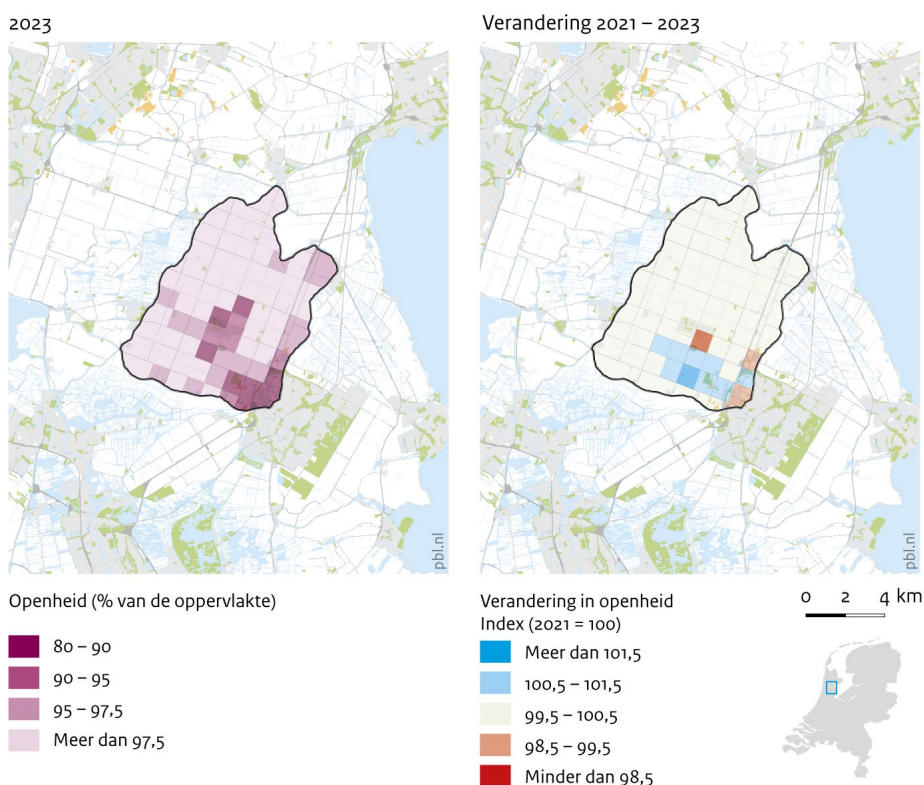 2023
Verandering 2021 – 2023
pbl.nl
pbl.nl
Openheid (% van de oppervlakte)
80 – 90
90 – 95
95 – 97,5
Meer dan 97,5
Verandering in openheid
Index (2021 = 100)
Meer dan 101,5
100,5 – 101,5
99,5 – 100,5
98,5 – 99,5
Minder dan 98,5
0 2 4 km